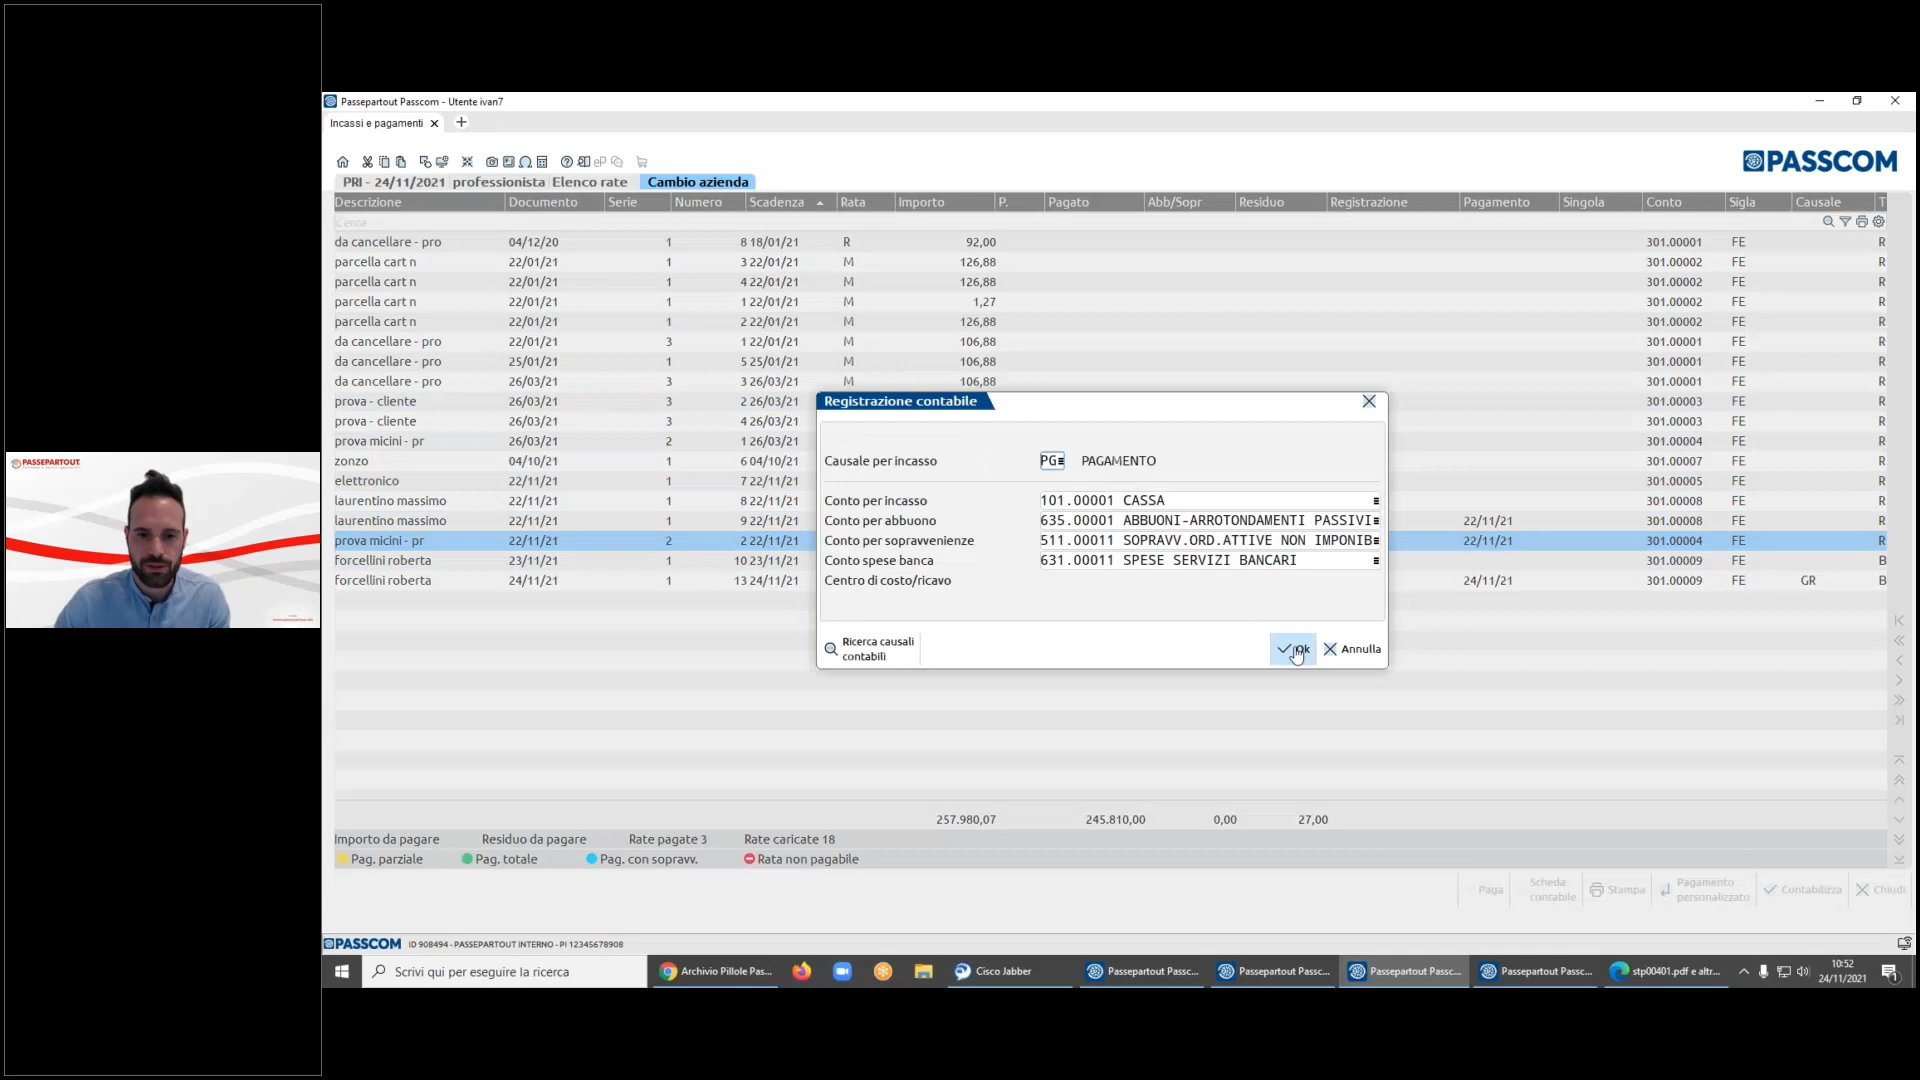 Passepartout Passcom - Utente ivan7
Incassi e pagamenti
PASSCOM
PRI - 24/11/2021 professionista Elenco rate Cambio azienda
Descrizione Documento Serie Numero Scadenza Rata Importo P. Pagato Abb/Sopr Residuo Registrazione Pagamento Singola Conto Sigla Causale T
Cerca
da cancellare - pro 04/12/20 1 8 18/01/21 R 92,00 301.00001 FE R
parcella cart n 22/01/21 1 3 22/01/21 M 126,88 301.00002 FE R
parcella cart n 22/01/21 1 4 22/01/21 M 126,88 301.00002 FE R
parcella cart n 22/01/21 1 1 22/01/21 M 1,27 301.00002 FE R
parcella cart n 22/01/21 1 2 22/01/21 M 126,88 301.00002 FE R
da cancellare - pro 22/01/21 3 1 22/01/21 M 106,88 301.00001 FE R
da cancellare - pro 25/01/21 1 5 25/01/21 M 106,88 301.00001 FE R
da cancellare - pro 26/03/21 3 3 26/03/21 M 106,88 301.00001 FE R
prova - cliente 26/03/21 3 2 26/03/21 301.00003 FE R
prova - cliente 26/03/21 3 4 26/03/21 301.00003 FE R
prova micini - pr 26/03/21 2 1 26/03/21 301.00004 FE R
zonzo 04/10/21 1 6 04/10/21 301.00007 FE R
elettronico 22/11/21 1 7 22/11/21 301.00005 FE R
laurentino massimo 22/11/21 1 8 22/11/21 301.00008 FE R
laurentino massimo 22/11/21 1 9 22/11/21 22/11/21 301.00008 FE R
prova micini - pr 22/11/21 2 2 22/11/21 22/11/21 301.00004 FE R
forcellini roberta 23/11/21 1 10 23/11/21 301.00009 FE B
forcellini roberta 24/11/21 1 13 24/11/21 24/11/21 301.00009 FE GR B
Registrazione contabile
Causale per incasso PG PAGAMENTO
Conto per incasso 101.00001 CASSA
Conto per abbuono 635.00001 ABBUONI-ARROTONDAMENTI PASSIVI
Conto per sopravvenienze 511.00011 SOPRAVV.ORD.ATTIVE NON IMPONIB
Conto spese banca 631.00011 SPESE SERVIZI BANCARI
Centro di costo/ricavo
Ricerca causali
contabili
Ok Annulla
257.980,07 245.810,00 0,00 27,00
Importo da pagare Residuo da pagare Rate pagate 3 Rate caricate 18
Pag. parziale Pag. totale Pag. con sopravv. Rata non pagabile
Paga Scheda contabile Stampa Pagamento personalizzato Contabilizza Chiudi
PASSCOM ID 908494 - PASSEPARTOUT INTERNO - PI 12345678908
Scrivi qui per eseguire la ricerca
Archivio Pillole Pas...
Cisco Jabber
Passepartout Passc...
Passepartout Passc...
Passepartout Passc...
Passepartout Passc...
stp00401.pdf e altr...
10:52
24/11/2021
1
PASSEPARTOUT